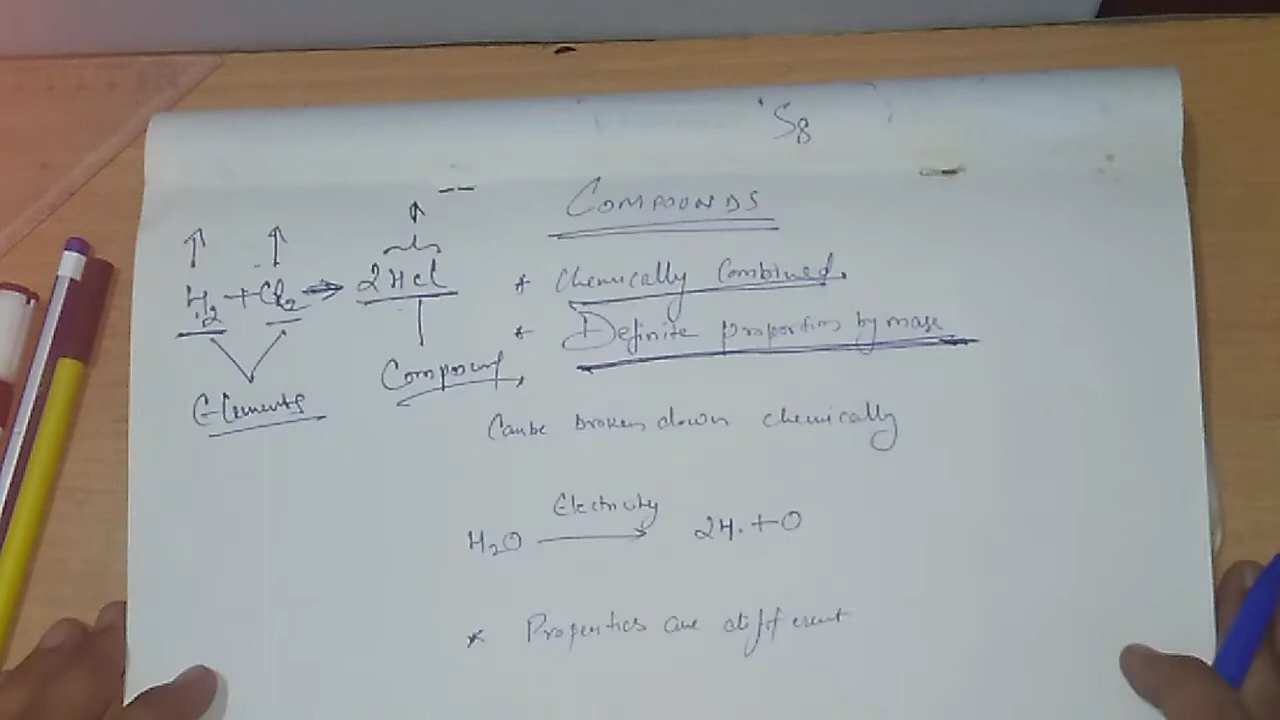 S8
COMPOUNDS
H2 + Cl2 → 2HCl
* Chemically Combined.
* Definite proportion by mass
Elements
Compound
Can be broken down chemically
Electricity
H2O → 2H + O
* Properties are different